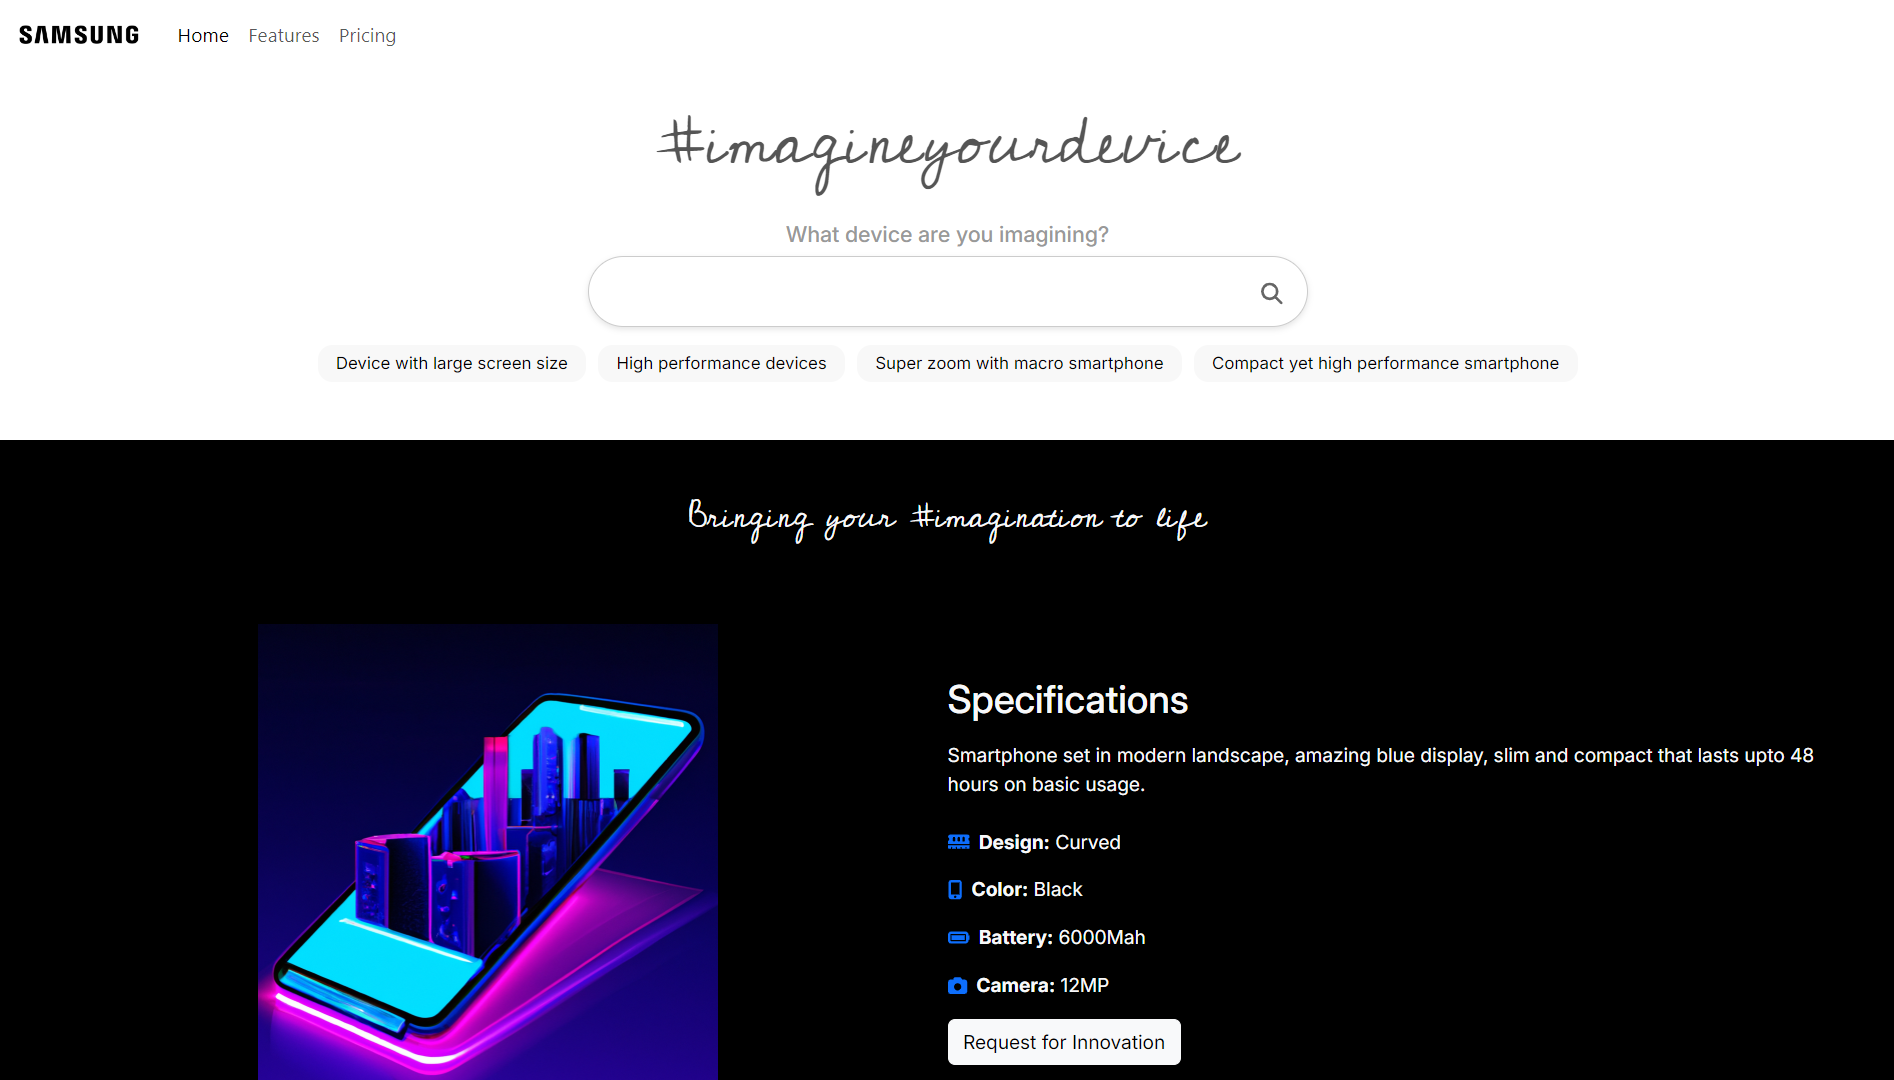 SAMSUNG Home Features Pricing
#imagineyourdevice
What device are you imagining?
Device with large screen size High performance devices Super zoom with macro smartphone Compact yet high performance smartphone
Bringing your #imagination to life
Specifications
Smartphone set in modern landscape, amazing blue display, slim and compact that lasts upto 48
hours on basic usage.
Design: Curved
Color: Black
Battery: 6000Mah
Camera: 12MP
Request for Innovation